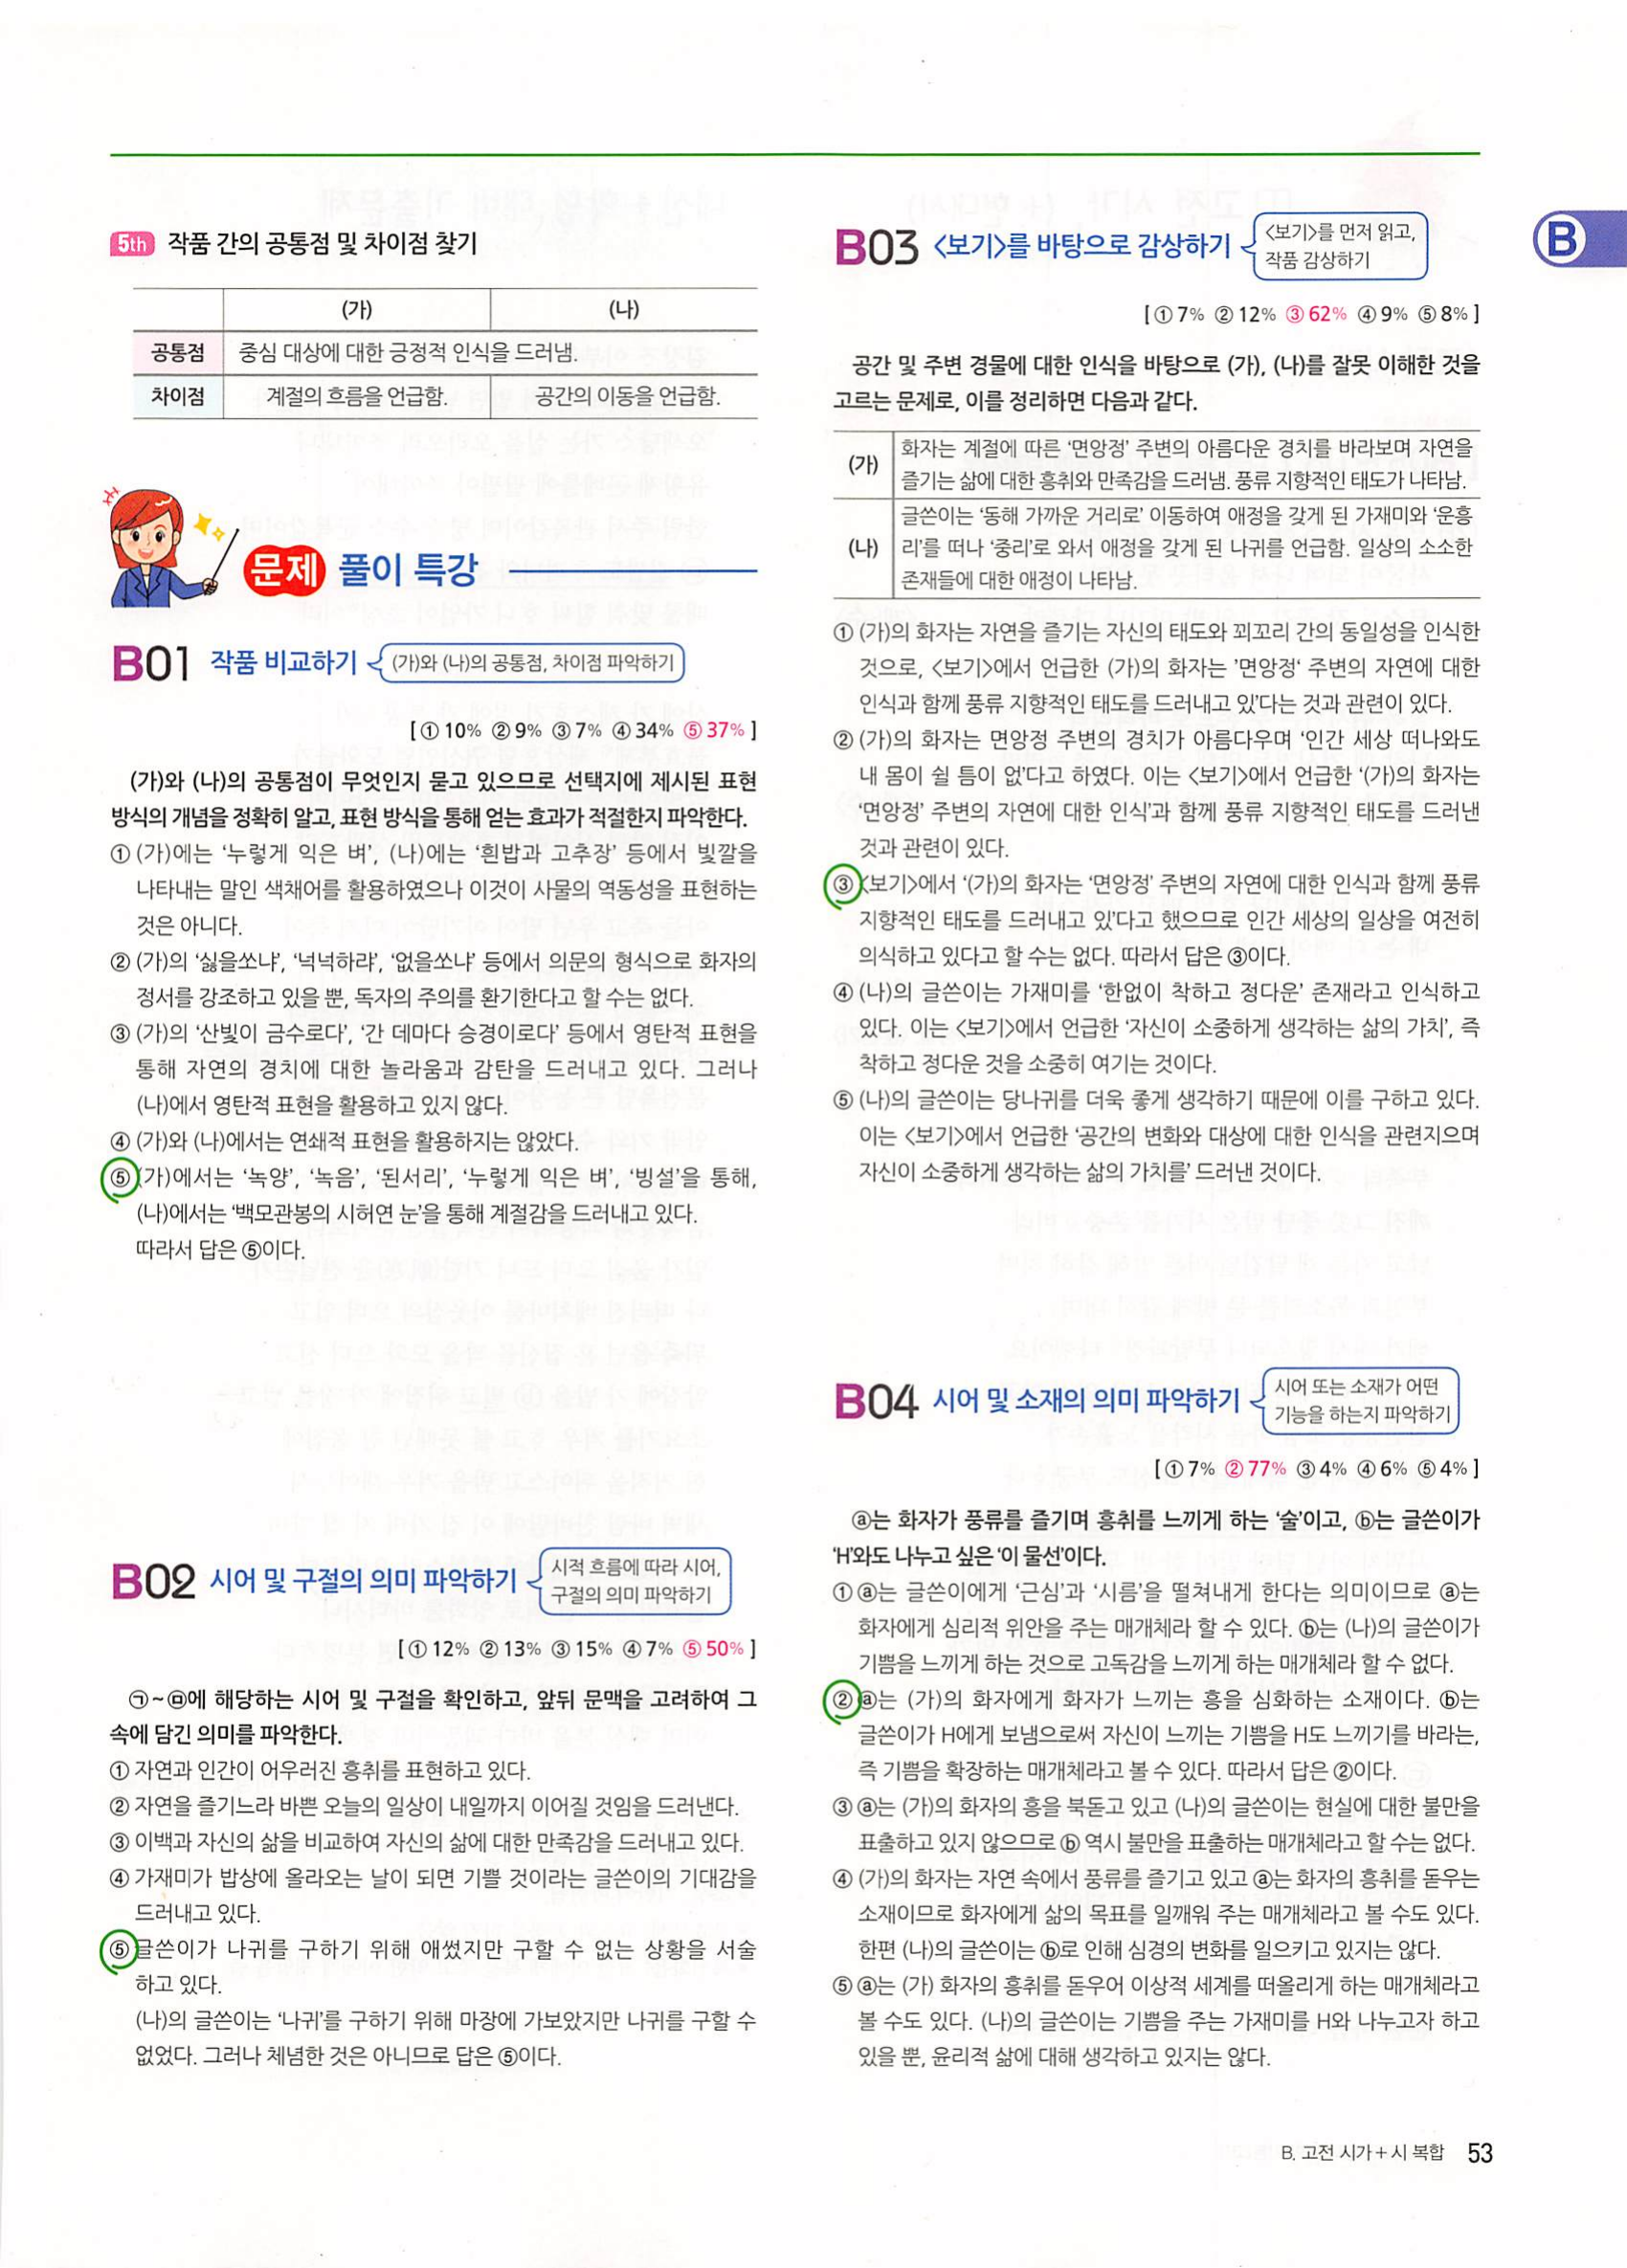 5th 작품 간의 공통점 및 차이점 찾기
(가) (나)
공통점 중심 대상에 대한 긍정적 인식을 드러냄.
차이점 계절의 흐름을 언급함. 공간의 이동을 언급함.
문제 풀이 특강
B01 작품 비교하기 (가)와 (나)의 공통점, 차이점 파악하기
[ ① 10% ② 9% ③ 7% ④ 34% ⑤ 37% ]
(가)와 (나)의 공통점이 무엇인지 묻고 있으므로 선택지에 제시된 표현
방식의 개념을 정확히 알고, 표현 방식을 통해 얻는 효과가 적절한지 파악한다.
① (가)에는 ‘누렇게 익은 벼’, (나)에는 ‘흰밥과 고추장’ 등에서 빛깔을
나타내는 말인 색채어를 활용하였으나 이것이 사물의 역동성을 표현하는
것은 아니다.
② (가)의 ‘싫을쏘냐’, ‘넉넉하랴’, ‘없을쏘냐’ 등에서 의문의 형식으로 화자의
정서를 강조하고 있을 뿐, 독자의 주의를 환기한다고 할 수는 없다.
③ (가)의 ‘산빛이 금수로다’, ‘간 데마다 승경이로다’ 등에서 영탄적 표현을
통해 자연의 경치에 대한 놀라움과 감탄을 드러내고 있다. 그러나
(나)에서 영탄적 표현을 활용하고 있지 않다.
④ (가)와 (나)에서는 연쇄적 표현을 활용하지는 않았다.
⑤ (가)에서는 ‘녹양’, ‘녹음’, ‘된서리’, ‘누렇게 익은 벼’, ‘빙설’을 통해,
(나)에서는 ‘백모관봉의 시허연 눈’을 통해 계절감을 드러내고 있다.
따라서 답은 ⑤이다.
B02 시어 및 구절의 의미 파악하기 시적 흐름에 따라 시어,
구절의 의미 파악하기
[ ① 12% ② 13% ③ 15% ④ 7% ⑤ 50% ]
㉠~㉤에 해당하는 시어 및 구절을 확인하고, 앞뒤 문맥을 고려하여 그
속에 담긴 의미를 파악한다.
① 자연과 인간이 어우러진 흥취를 표현하고 있다.
② 자연을 즐기느라 바쁜 오늘의 일상이 내일까지 이어질 것임을 드러낸다.
③ 이백과 자신의 삶을 비교하여 자신의 삶에 대한 만족감을 드러내고 있다.
④ 가재미가 밥상에 올라오는 날이 되면 기쁠 것이라는 글쓴이의 기대감을
드러내고 있다.
⑤ 글쓴이가 나귀를 구하기 위해 애썼지만 구할 수 없는 상황을 서술
하고 있다.
(나)의 글쓴이는 ‘나귀’를 구하기 위해 마장에 가보았지만 나귀를 구할 수
없었다. 그러나 체념한 것은 아니므로 답은 ⑤이다.
B03 <보기>를 바탕으로 감상하기 <보기>를 먼저 읽고,
작품 감상하기
[ ① 7% ② 12% ③ 62% ④ 9% ⑤ 8% ]
공간 및 주변 경물에 대한 인식을 바탕으로 (가), (나)를 잘못 이해한 것을
고르는 문제로, 이를 정리하면 다음과 같다.
(가) 화자는 계절에 따른 ‘면앙정’ 주변의 아름다운 경치를 바라보며 자연을
즐기는 삶에 대한 흥취와 만족감을 드러냄. 풍류 지향적인 태도가 나타남.
(나) 글쓴이는 ‘동해 가까운 거리로’ 이동하여 애정을 갖게 된 가재미와 ‘운흥
리’를 떠나 ‘중리’로 와서 애정을 갖게 된 나귀를 언급함. 일상의 소소한
존재들에 대한 애정이 나타남.
① (가)의 화자는 자연을 즐기는 자신의 태도와 꾀꼬리 간의 동일성을 인식한
것으로, <보기>에서 언급한 (가)의 화자는 ’면앙정‘ 주변의 자연에 대한
인식과 함께 풍류 지향적인 태도를 드러내고 있’다는 것과 관련이 있다.
② (가)의 화자는 면앙정 주변의 경치가 아름다우며 ‘인간 세상 떠나와도
내 몸이 쉴 틈이 없’다고 하였다. 이는 <보기>에서 언급한 ‘(가)의 화자는
‘면앙정’ 주변의 자연에 대한 인식’과 함께 풍류 지향적인 태도를 드러낸
것과 관련이 있다.
③ <보기>에서 ‘(가)의 화자는 ‘면앙정’ 주변의 자연에 대한 인식과 함께 풍류
지향적인 태도를 드러내고 있’다고 했으므로 인간 세상의 일상을 여전히
의식하고 있다고 할 수는 없다. 따라서 답은 ③이다.
④ (나)의 글쓴이는 가재미를 ‘한없이 착하고 정다운’ 존재라고 인식하고
있다. 이는 <보기>에서 언급한 ‘자신이 소중하게 생각하는 삶의 가치’, 즉
착하고 정다운 것을 소중히 여기는 것이다.
⑤ (나)의 글쓴이는 당나귀를 더욱 좋게 생각하기 때문에 이를 구하고 있다.
이는 <보기>에서 언급한 ‘공간의 변화와 대상에 대한 인식을 관련지으며
자신이 소중하게 생각하는 삶의 가치를’ 드러낸 것이다.
B04 시어 및 소재의 의미 파악하기 시어 또는 소재가 어떤
기능을 하는지 파악하기
[ ① 7% ② 77% ③ 4% ④ 6% ⑤ 4% ]
ⓐ는 화자가 풍류를 즐기며 흥취를 느끼게 하는 ‘술’이고, ⓑ는 글쓴이가
‘H’와도 나누고 싶은 ‘이 물선’이다.
① ⓐ는 글쓴이에게 ‘근심’과 ‘시름’을 떨쳐내게 한다는 의미이므로 ⓐ는
화자에게 심리적 위안을 주는 매개체라 할 수 있다. ⓑ는 (나)의 글쓴이가
기쁨을 느끼게 하는 것으로 고독감을 느끼게 하는 매개체라 할 수 없다.
② ⓐ는 (가)의 화자에게 화자가 느끼는 흥을 심화하는 소재이다. ⓑ는
글쓴이가 H에게 보냄으로써 자신이 느끼는 기쁨을 H도 느끼기를 바라는,
즉 기쁨을 확장하는 매개체라고 볼 수 있다. 따라서 답은 ②이다.
③ ⓐ는 (가)의 화자의 흥을 북돋고 있고 (나)의 글쓴이는 현실에 대한 불만을
표출하고 있지 않으므로 ⓑ 역시 불만을 표출하는 매개체라고 할 수는 없다.
④ (가)의 화자는 자연 속에서 풍류를 즐기고 있고 ⓐ는 화자의 흥취를 돋우는
소재이므로 화자에게 삶의 목표를 일깨워 주는 매개체라고 볼 수도 있다.
한편 (나)의 글쓴이는 ⓑ로 인해 심경의 변화를 일으키고 있지는 않다.
⑤ ⓐ는 (가) 화자의 흥취를 돋우어 이상적 세계를 떠올리게 하는 매개체라고
볼 수도 있다. (나)의 글쓴이는 기쁨을 주는 가재미를 H와 나누고자 하고
있을 뿐, 윤리적 삶에 대해 생각하고 있지는 않다.
B
B. 고전 시가+시 복합 53